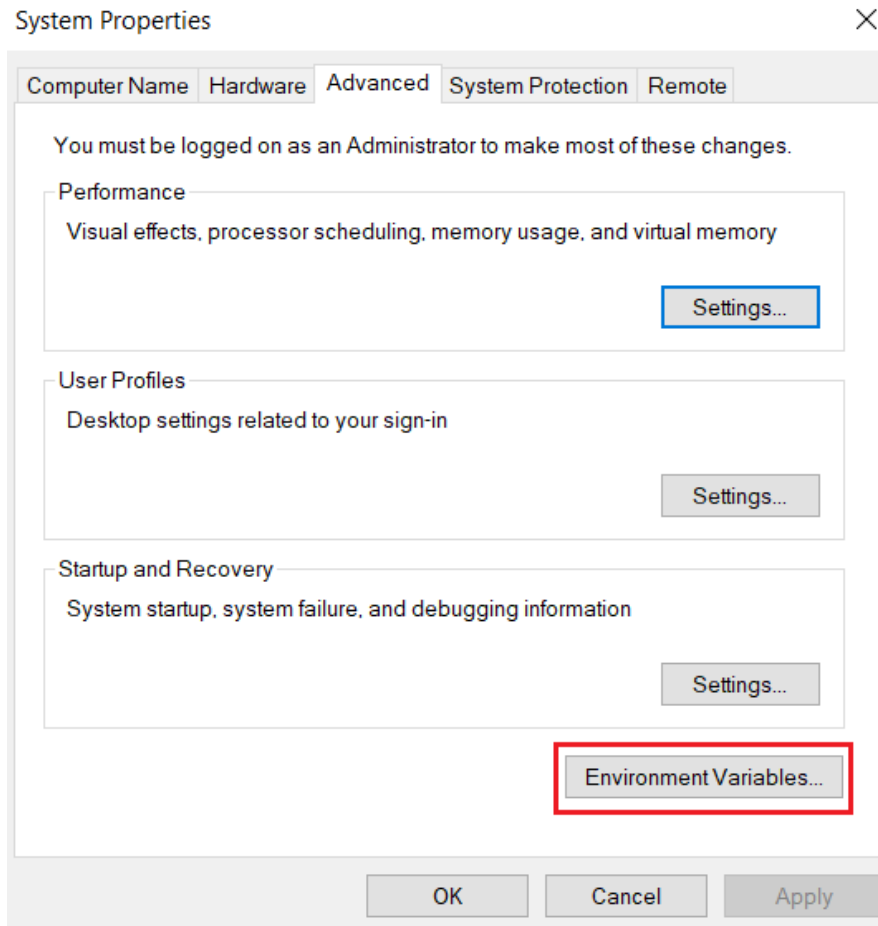 System Properties
Computer Name Hardware Advanced System Protection Remote
You must be logged on as an Administrator to make most of these changes.
Performance
Visual effects, processor scheduling, memory usage, and virtual memory
Settings...
User Profiles
Desktop settings related to your sign-in
Settings...
Startup and Recovery
System startup, system failure, and debugging information
Settings...
Environment Variables...
OK Cancel Apply